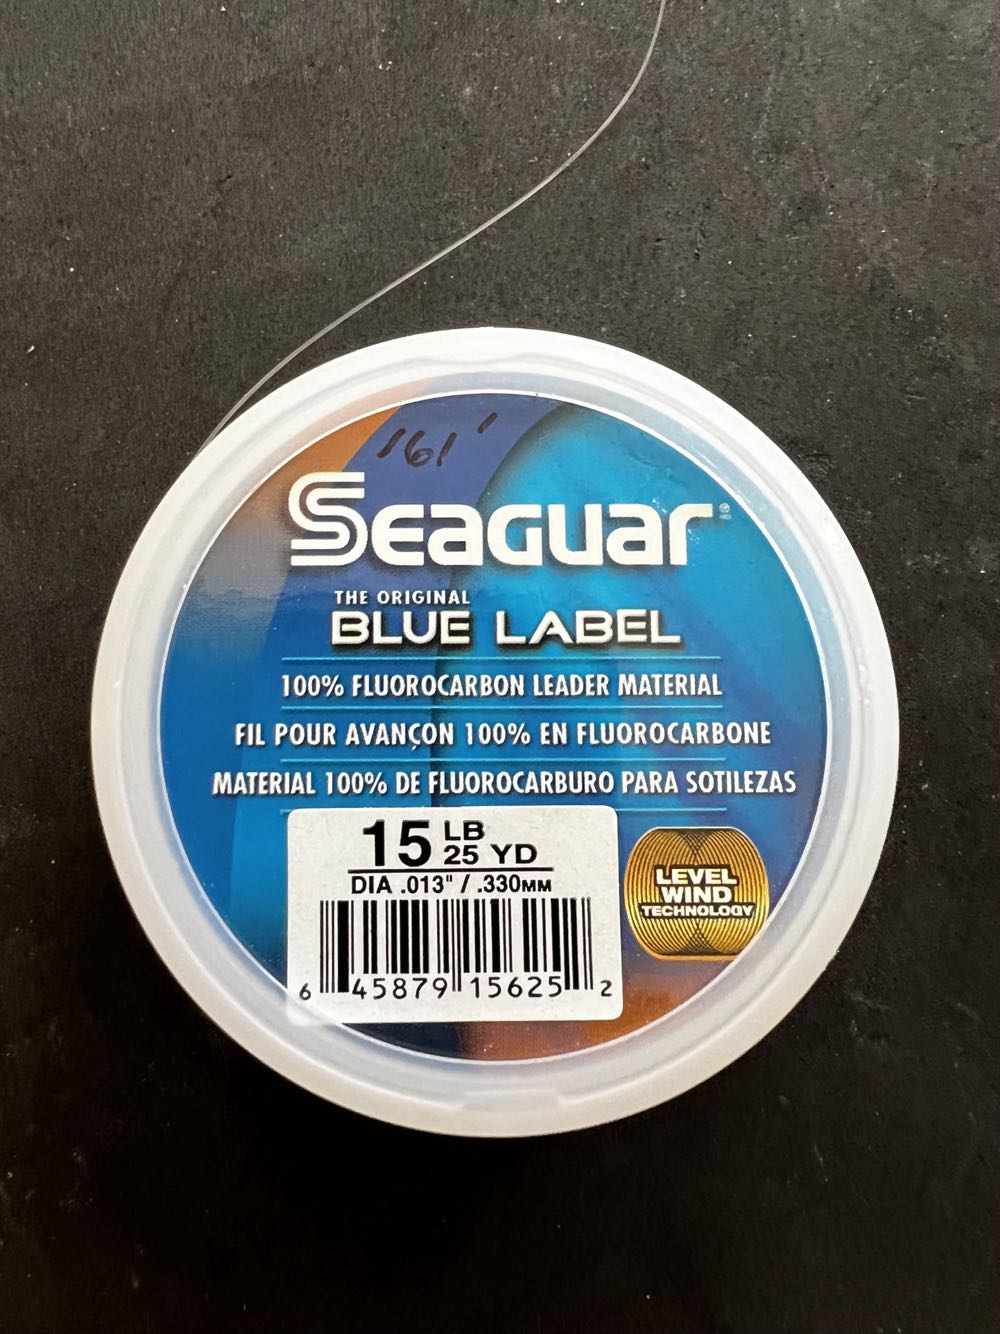 161'
SEAGUAR®
THE ORIGINAL
BLUE LABEL
100% FLUOROCARBON LEADER MATERIAL
FIL POUR AVANÇON 100% EN FLUOROCARBONE
MATERIAL 100% DE FLUOROCARBURO PARA SOTILEZAS
15 LB
25 YD
DIA .013" / .330MM
6 45879 15625 2
LEVEL
WIND
TECHNOLOGY